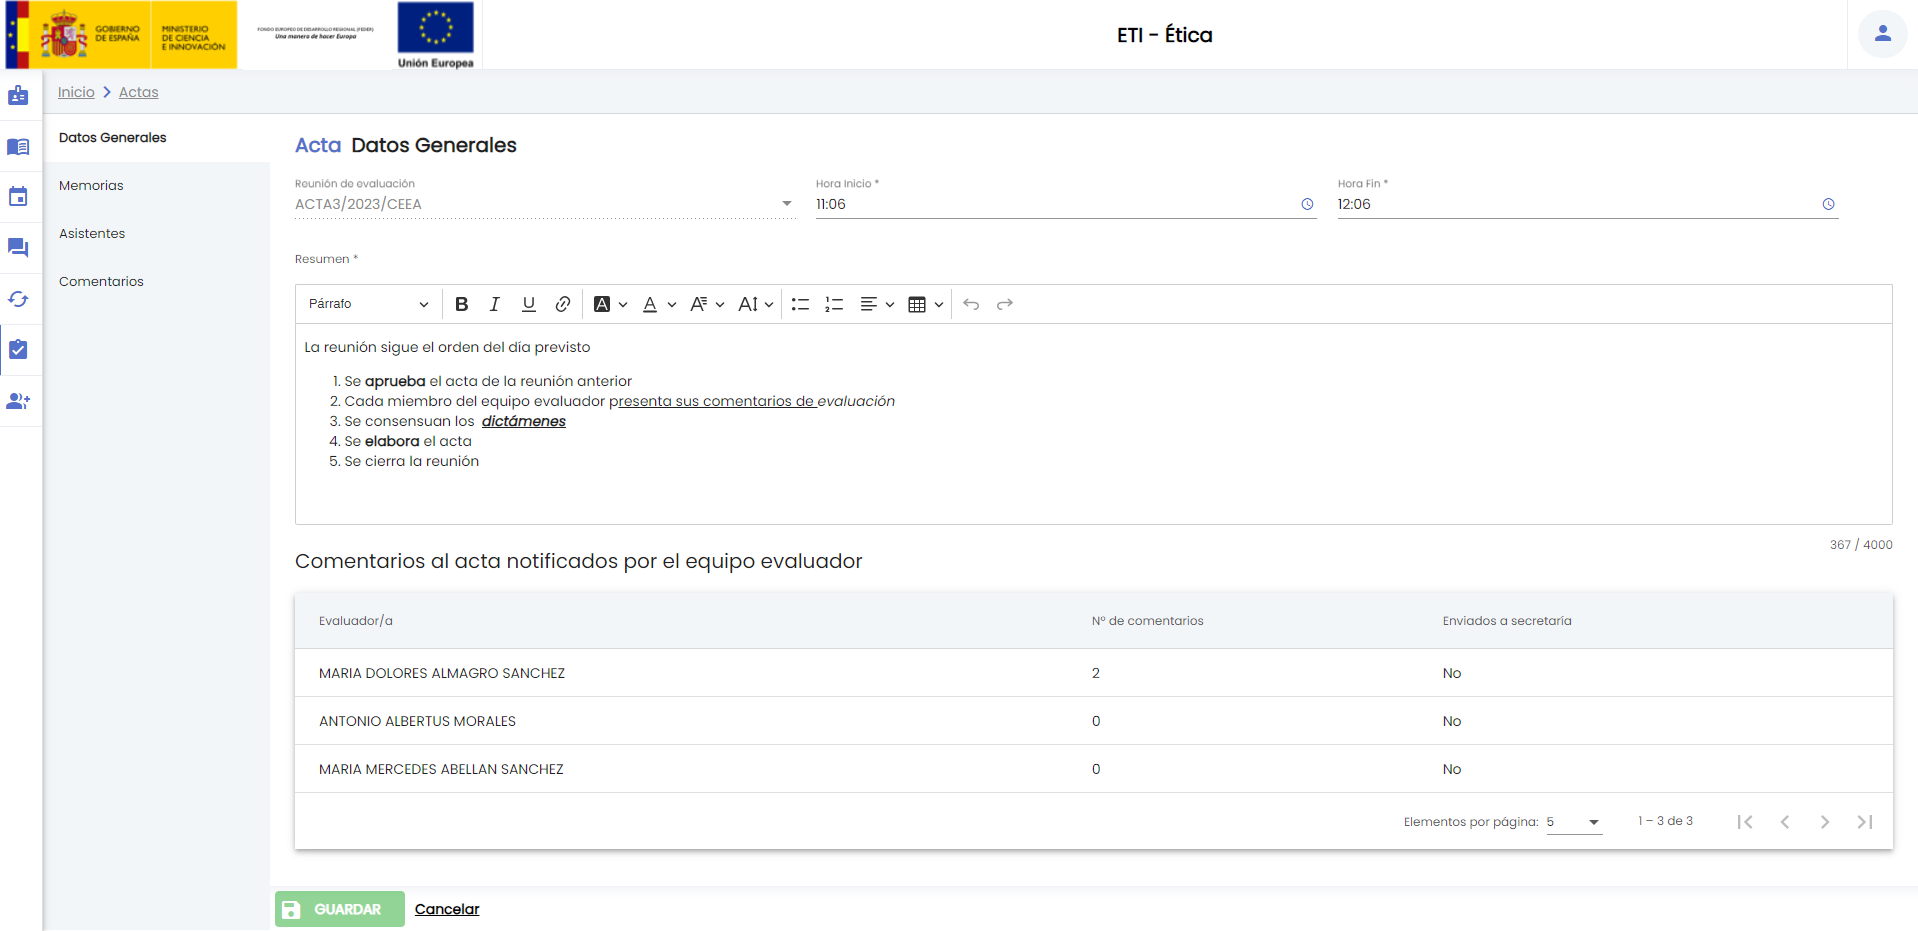 GOBIERNO
DE ESPAÑA
MINISTERIO
DE CIENCIA
E INNOVACIÓN
FONDO EUROPEO DE DESARROLLO REGIONAL (FEDER)
Una manera de hacer Europa
Unión Europea
ETI - Ética
Inicio Actas
Datos Generales
Memorias
Asistentes
Comentarios
Acta Datos Generales
Reunión de evaluación
ACTA3/2023/CEEA
Hora Inicio *
11:06
Hora Fin *
12:06
Resumen *
Párrafo
La reunión sigue el orden del día previsto
1. Se aprueba el acta de la reunión anterior
2. Cada miembro del equipo evaluador presenta sus comentarios de evaluación
3. Se consensuan los dictámenes
4. Se elabora el acta
5. Se cierra la reunión
367 / 4000
Comentarios al acta notificados por el equipo evaluador
Evaluador/a Nº de comentarios Enviados a secretaría
MARIA DOLORES ALMAGRO SANCHEZ 2 No
ANTONIO ALBERTUS MORALES 0 No
MARIA MERCEDES ABELLAN SANCHEZ 0 No
Elementos por página: 5 1 – 3 de 3
GUARDAR Cancelar